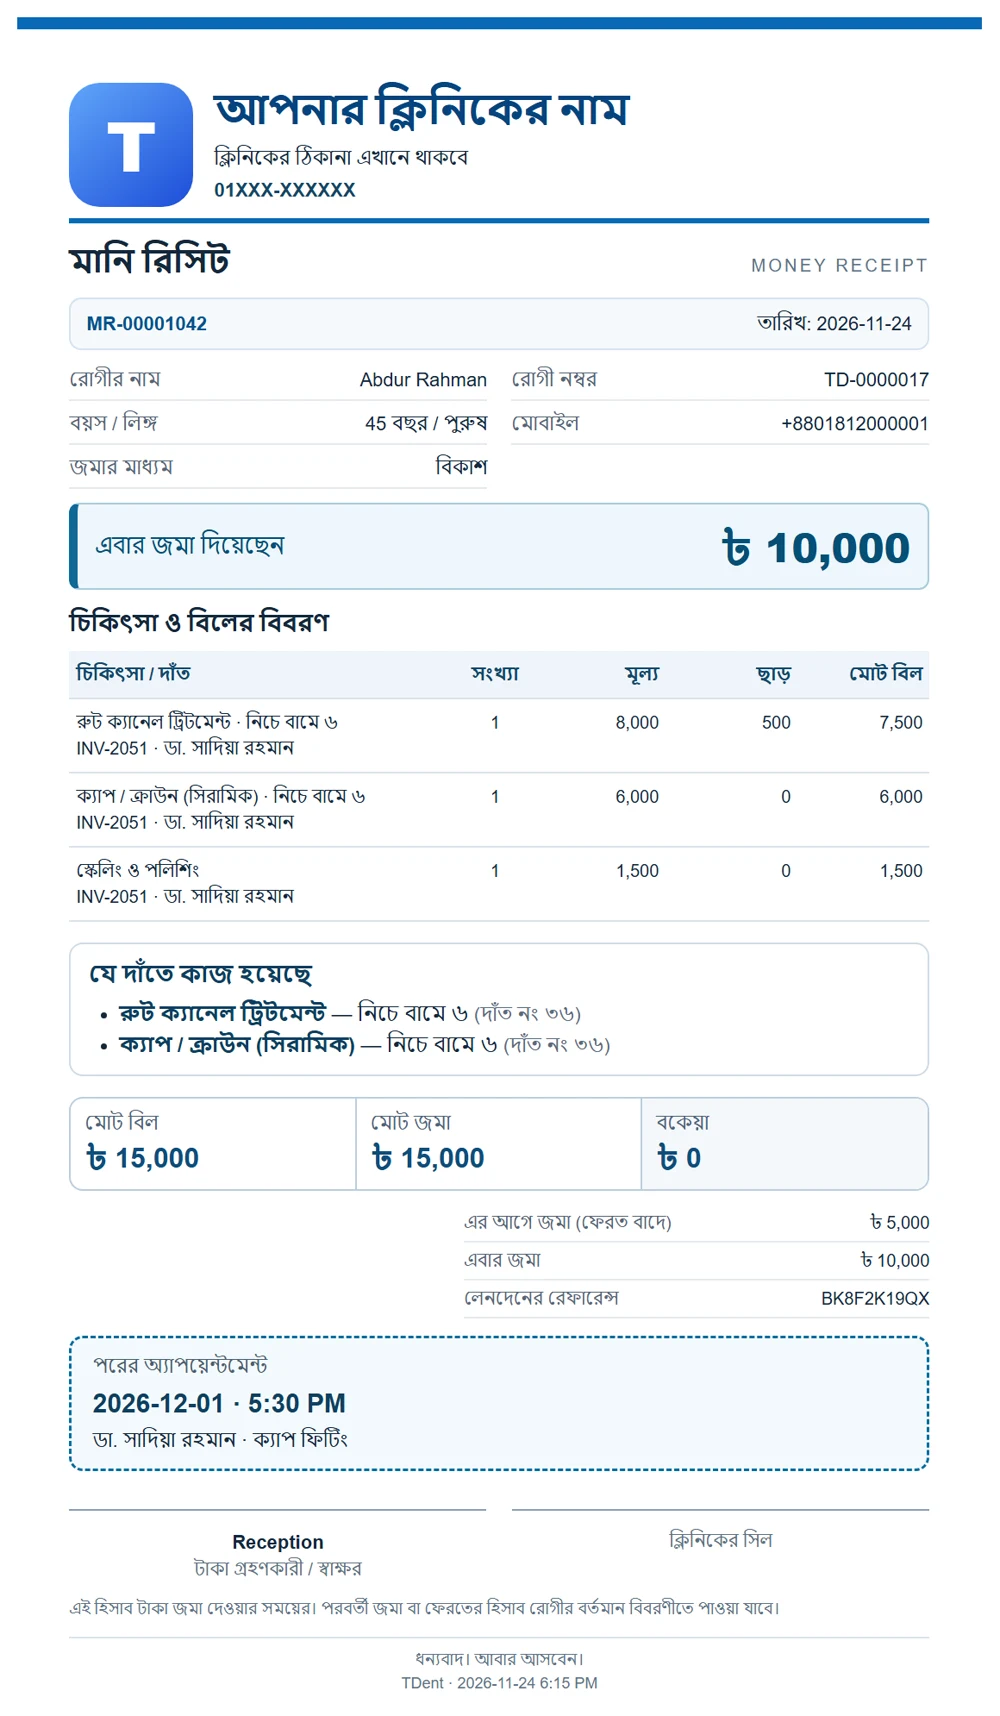 T
আপনার ক্লিনিকের নাম
ক্লিনিকের ঠিকানা এখানে থাকবে
01XXX-XXXXXX
মানি রিসিট
MONEY RECEIPT
MR-00001042
তারিখ: 2026-11-24
রোগীর নাম Abdur Rahman
রোগী নম্বর TD-0000017
বয়স / লিঙ্গ 45 বছর / পুরুষ
মোবাইল +8801812000001
জমার মাধ্যম বিকাশ
এবার জমা দিয়েছেন ৳ 10,000
চিকিৎসা ও বিলের বিবরণ
চিকিৎসা / দাঁত সংখ্যা মূল্য ছাড় মোট বিল
রুট ক্যানেল ট্রিটমেন্ট · নিচে বামে ৬ 1 8,000 500 7,500
INV-2051 · ডা. সাদিয়া রহমান
ক্যাপ / ক্রাউন (সিরামিক) · নিচে বামে ৬ 1 6,000 0 6,000
INV-2051 · ডা. সাদিয়া রহমান
স্কেলিং ও পলিশিং 1 1,500 0 1,500
INV-2051 · ডা. সাদিয়া রহমান
যে দাঁতে কাজ হয়েছে
• রুট ক্যানেল ট্রিটমেন্ট — নিচে বামে ৬ (দাঁত নং ৩৬)
• ক্যাপ / ক্রাউন (সিরামিক) — নিচে বামে ৬ (দাঁত নং ৩৬)
মোট বিল
৳ 15,000
মোট জমা
৳ 15,000
বকেয়া
৳ 0
এর আগে জমা (ফেরত বাদে) ৳ 5,000
এবার জমা ৳ 10,000
লেনদেনের রেফারেন্স BK8F2K19QX
পরের অ্যাপয়েন্টমেন্ট
2026-12-01 · 5:30 PM
ডা. সাদিয়া রহমান · ক্যাপ ফিটিং
Reception
টাকা গ্রহণকারী / স্বাক্ষর
ক্লিনিকের সিল
এই হিসাব টাকা জমা দেওয়ার সময়ের। পরবর্তী জমা বা ফেরতের হিসাব রোগীর বর্তমান বিবরণীতে পাওয়া যাবে।
ধন্যবাদ। আবার আসবেন।
TDent · 2026-11-24 6:15 PM